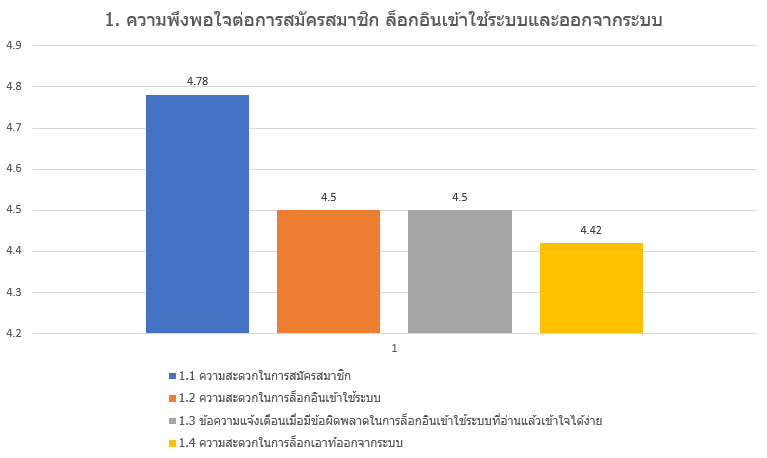 1. ความพึงพอใจต่อการสมัครสมาชิก ล็อกอินเข้าใช้ระบบและออกจากระบบ
4.9
4.8
4.7
4.6
4.5
4.4
4.3
4.2
4.78
4.5
4.5
4.42
1
1.1 ความสะดวกในการสมัครสมาชิก
1.2 ความสะดวกในการล็อกอินเข้าใช้ระบบ
1.3 ข้อความแจ้งเตือนเมื่อมีข้อผิดพลาดในการล็อกอินเข้าใช้ระบบที่อ่านแล้วเข้าใจได้ง่าย
1.4 ความสะดวกในการล็อกเอาท์ออกจากระบบ